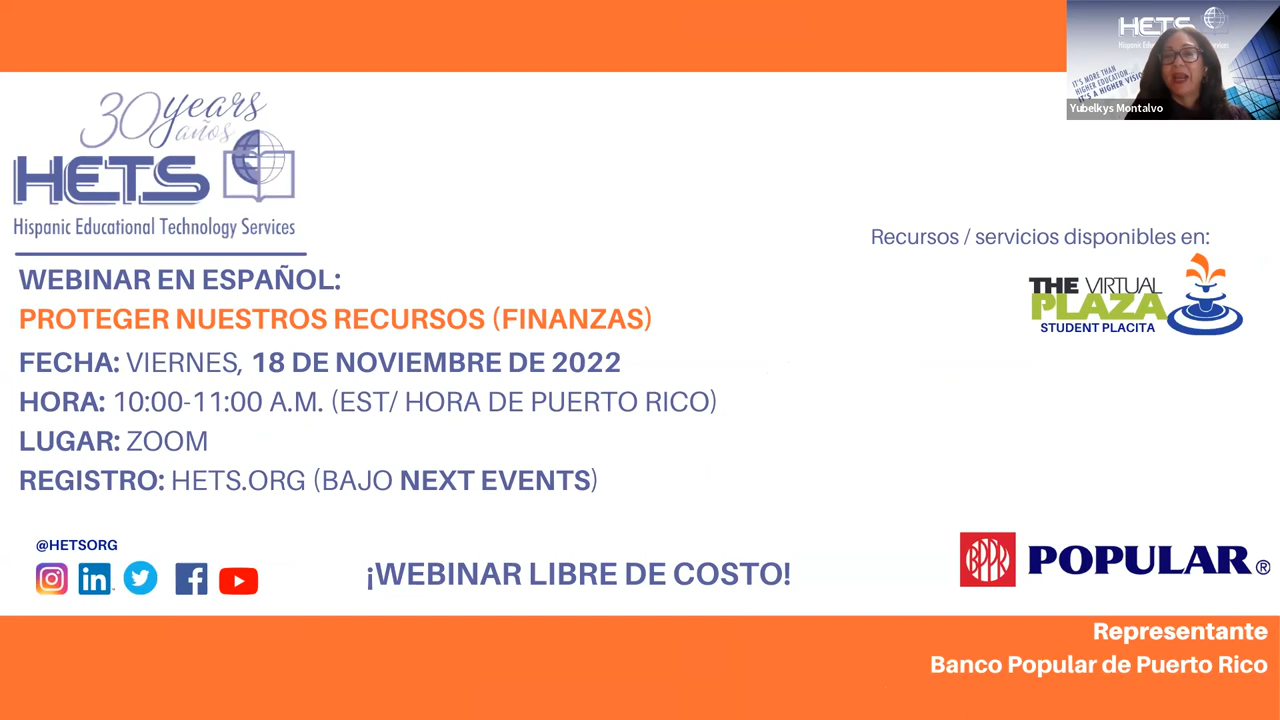 30 years
años
HETS
Hispanic Educational Technology Services
WEBINAR EN ESPAÑOL:
PROTEGER NUESTROS RECURSOS (FINANZAS)
FECHA: VIERNES, 18 DE NOVIEMBRE DE 2022
HORA: 10:00-11:00 A.M. (EST/ HORA DE PUERTO RICO)
LUGAR: ZOOM
REGISTRO: HETS.ORG (BAJO NEXT EVENTS)
@HETSORG
in
¡WEBINAR LIBRE DE COSTO!
HETS
IT'S MORE THAN
HIGHER EDUCATION
IT'S A HIGHER
Yubelkys Montalvo
Recursos / servicios disponibles en:
THE VIRTUAL
PLAZA
STUDENT PLACITA
BPPR
POPULAR®
Representante
Banco Popular de Puerto Rico